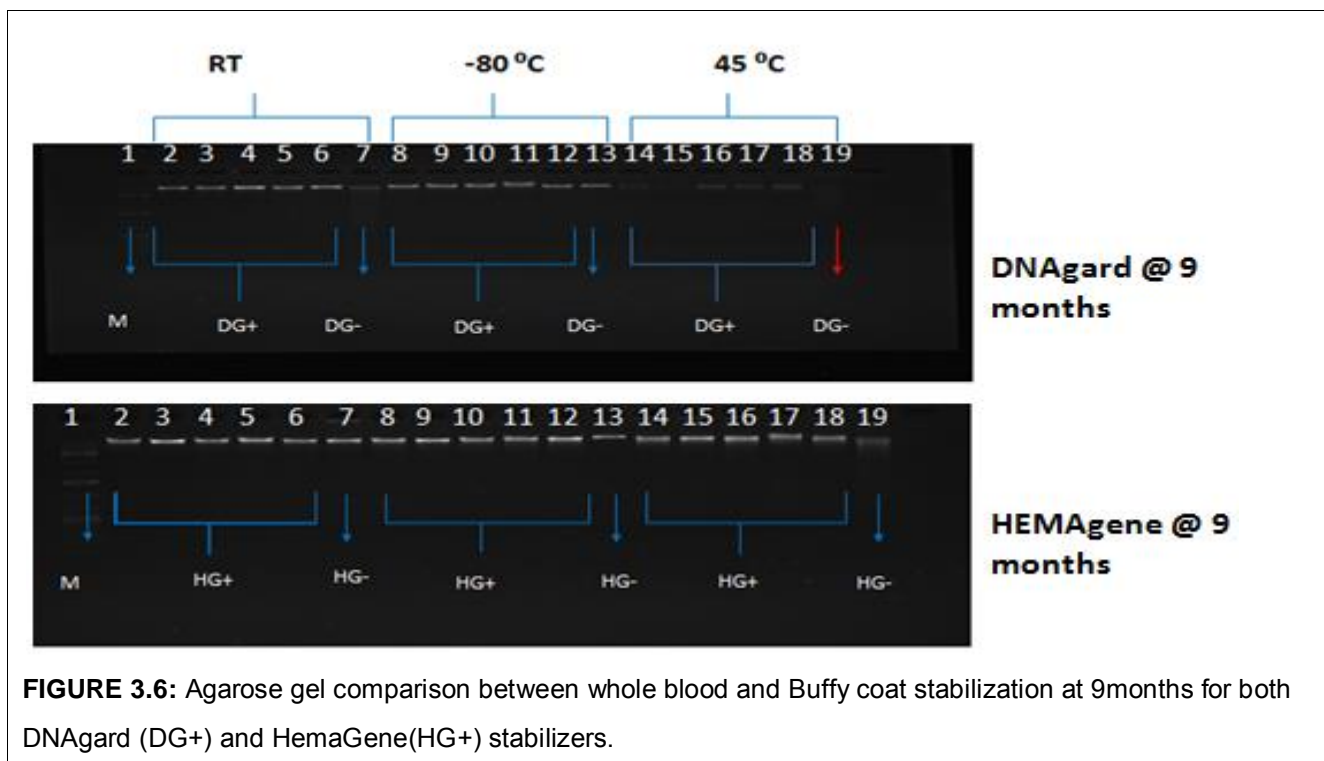 RT -80 ⁰C 45 ⁰C
1 2 3 4 5 6 7 8 9 10 11 12 13 14 15 16 17 18 19
M DG+ DG- DG+ DG- DG+ DG-
DNAgard @ 9
months
1 2 3 4 5 6 7 8 9 10 11 12 13 14 15 16 17 18 19
M HG+ HG- HG+ HG- HG+ HG-
HEMAgene @ 9
months
FIGURE 3.6: Agarose gel comparison between whole blood and Buffy coat stabilization at 9months for both
DNAgard (DG+) and HemaGene(HG+) stabilizers.